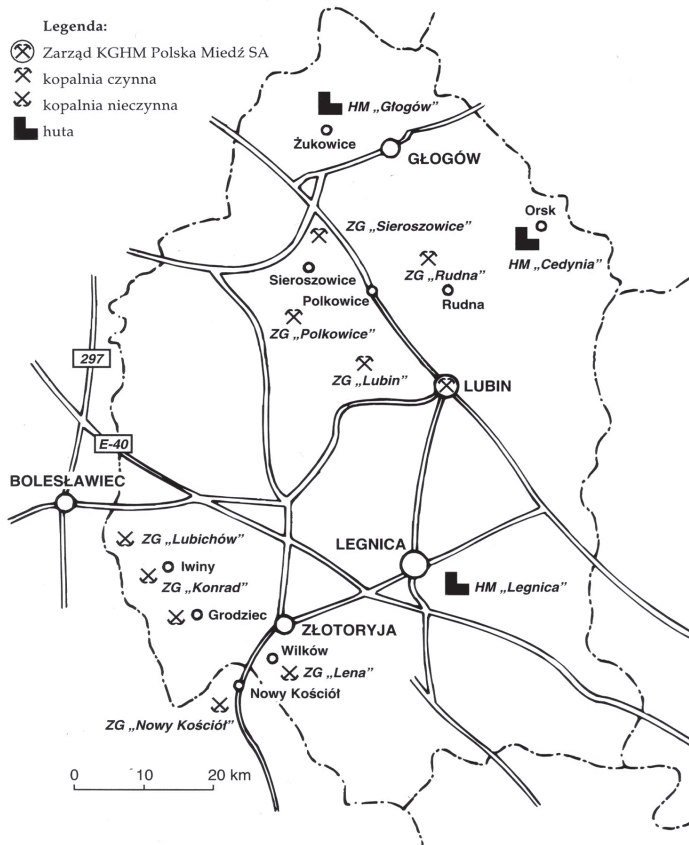 Legenda:
Zarząd KGHM Polska Miedź SA
kopalnia czynna
kopalnia nieczynna
huta
HM „Głogów”
Żukowice
GŁOGÓW
Orsk
ZG „Sieroszowice”
HM „Cedynia”
Sieroszowice
ZG „Rudna”
Polkowice
Rudna
ZG „Polkowice”
297
ZG „Lubin”
LUBIN
E-40
BOLESŁAWIEC
ZG „Lubichów”
LEGNICA
Iwiny
ZG „Konrad”
HM „Legnica”
Grodziec
ZŁOTORYJA
Wilków
ZG „Lena”
Nowy Kościół
ZG „Nowy Kościół”
0 10 20 km